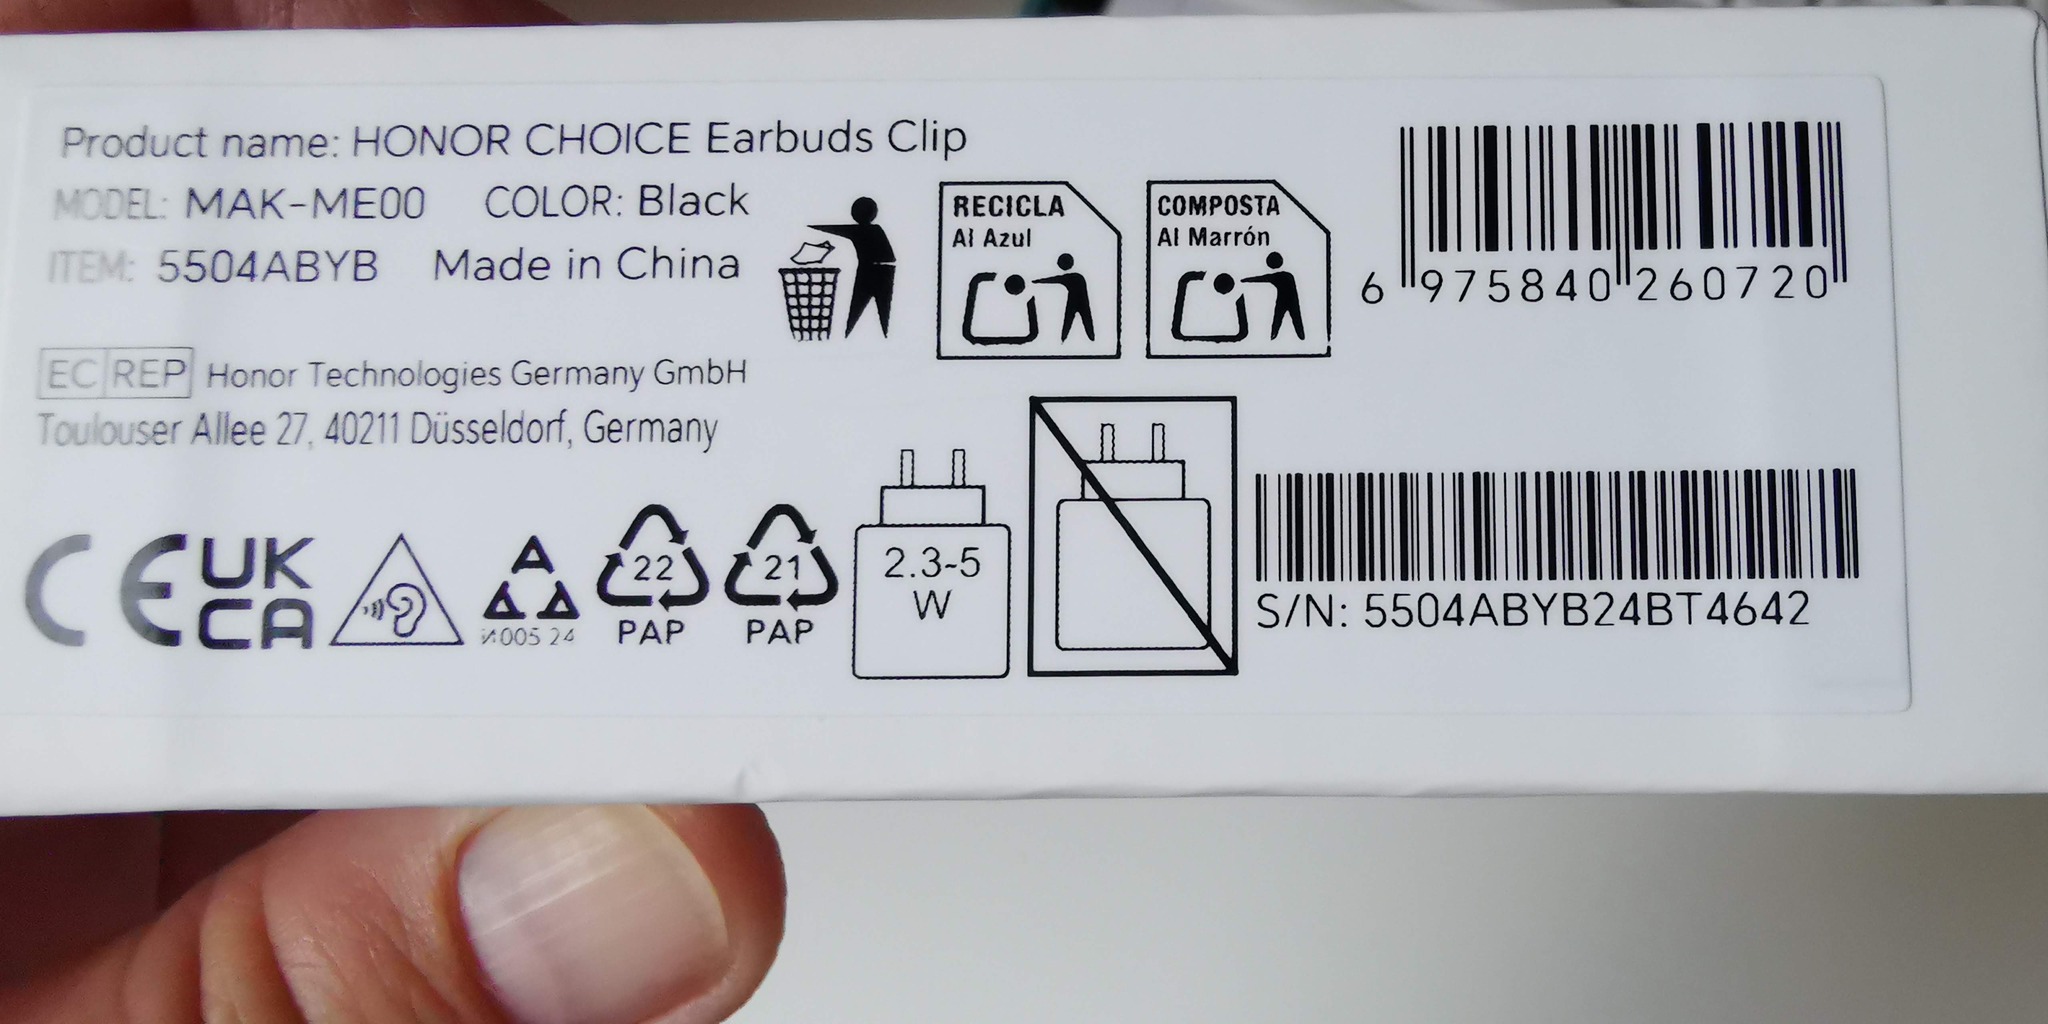 Product name: HONOR CHOICE Earbuds Clip
MODEL: MAK-ME00 COLOR: Black
ITEM: 5504ABYB Made in China
EC REP Honor Technologies Germany GmbH
Toulouser Allee 27, 40211 Düsseldorf, Germany
RECICLA
Al Azul
COMPOSTA
Al Marrón
6 975840 260720
CE UK
CA
И005 24
22
PAP
21
PAP
2.3-5
W
S/N: 5504ABYB24BT4642